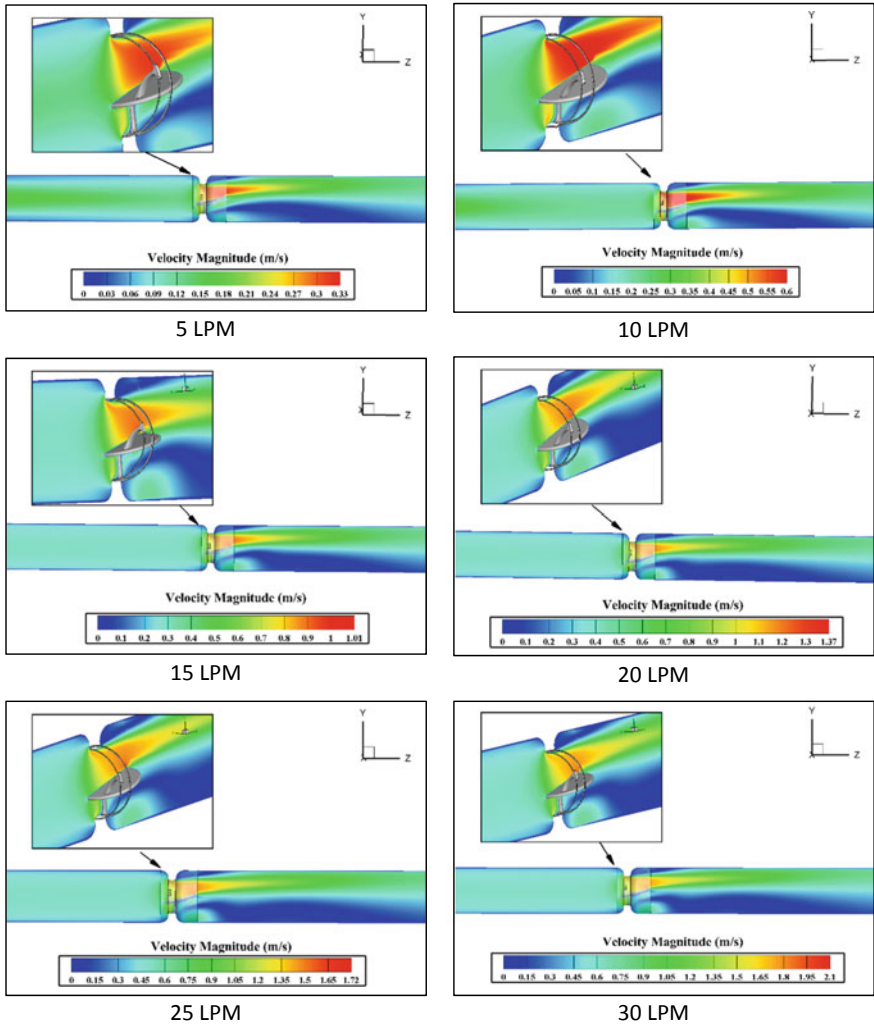 Y
X
Z
Velocity Magnitude (m/s)
0 0.03 0.06 0.09 0.12 0.15 0.18 0.21 0.24 0.27 0.3 0.33
5 LPM
Y
X
Z
Velocity Magnitude (m/s)
0 0.05 0.1 0.15 0.2 0.25 0.3 0.35 0.4 0.45 0.5 0.55 0.6
10 LPM
Y
X
Z
Velocity Magnitude (m/s)
0 0.1 0.2 0.3 0.4 0.5 0.6 0.7 0.8 0.9 1 1.01
15 LPM
Y
X
Z
Velocity Magnitude (m/s)
0 0.1 0.2 0.3 0.4 0.5 0.6 0.7 0.8 0.9 1 1.1 1.2 1.3 1.37
20 LPM
Y
X
Z
Velocity Magnitude (m/s)
0 0.15 0.3 0.45 0.6 0.75 0.9 1.05 1.2 1.35 1.5 1.65 1.72
25 LPM
Y
X
Z
Velocity Magnitude (m/s)
0 0.15 0.3 0.45 0.6 0.75 0.9 1.05 1.2 1.35 1.5 1.65 1.8 1.95 2.1
30 LPM